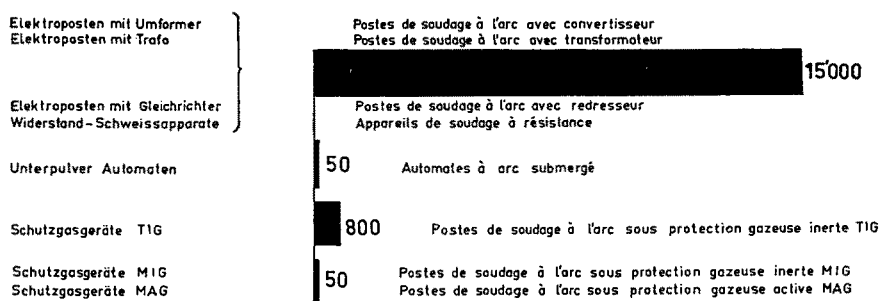 Elektroposten mit Umformer Postes de soudage à l'arc avec convertisseur
Elektroposten mit Trafo Postes de soudage à l'arc avec transformateur
15'000
Elektroposten mit Gleichrichter Postes de soudage à l'arc avec redresseur
Widerstand-Schweissapparate Appareils de soudage à résistance
Unterpulver Automaten 50 Automates à arc submergé
Schutzgasgeräte TIG 800 Postes de soudage à l'arc sous protection gazeuse inerte TIG
Schutzgasgeräte MIG 50 Postes de soudage à l'arc sous protection gazeuse inerte MIG
Schutzgasgeräte MAG Postes de soudage à l'arc sous protection gazeuse active MAG